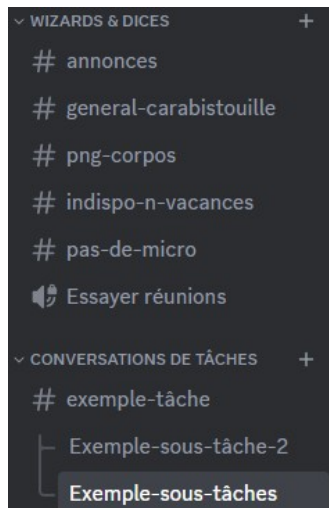 WIZARDS & DICES
# annonces
# general-carabistouille
# png-corpos
# indispo-n-vacances
# pas-de-micro
Essayer réunions
CONVERSATIONS DE TÂCHES
# exemple-tâche
Exemple-sous-tâche-2
Exemple-sous-tâches